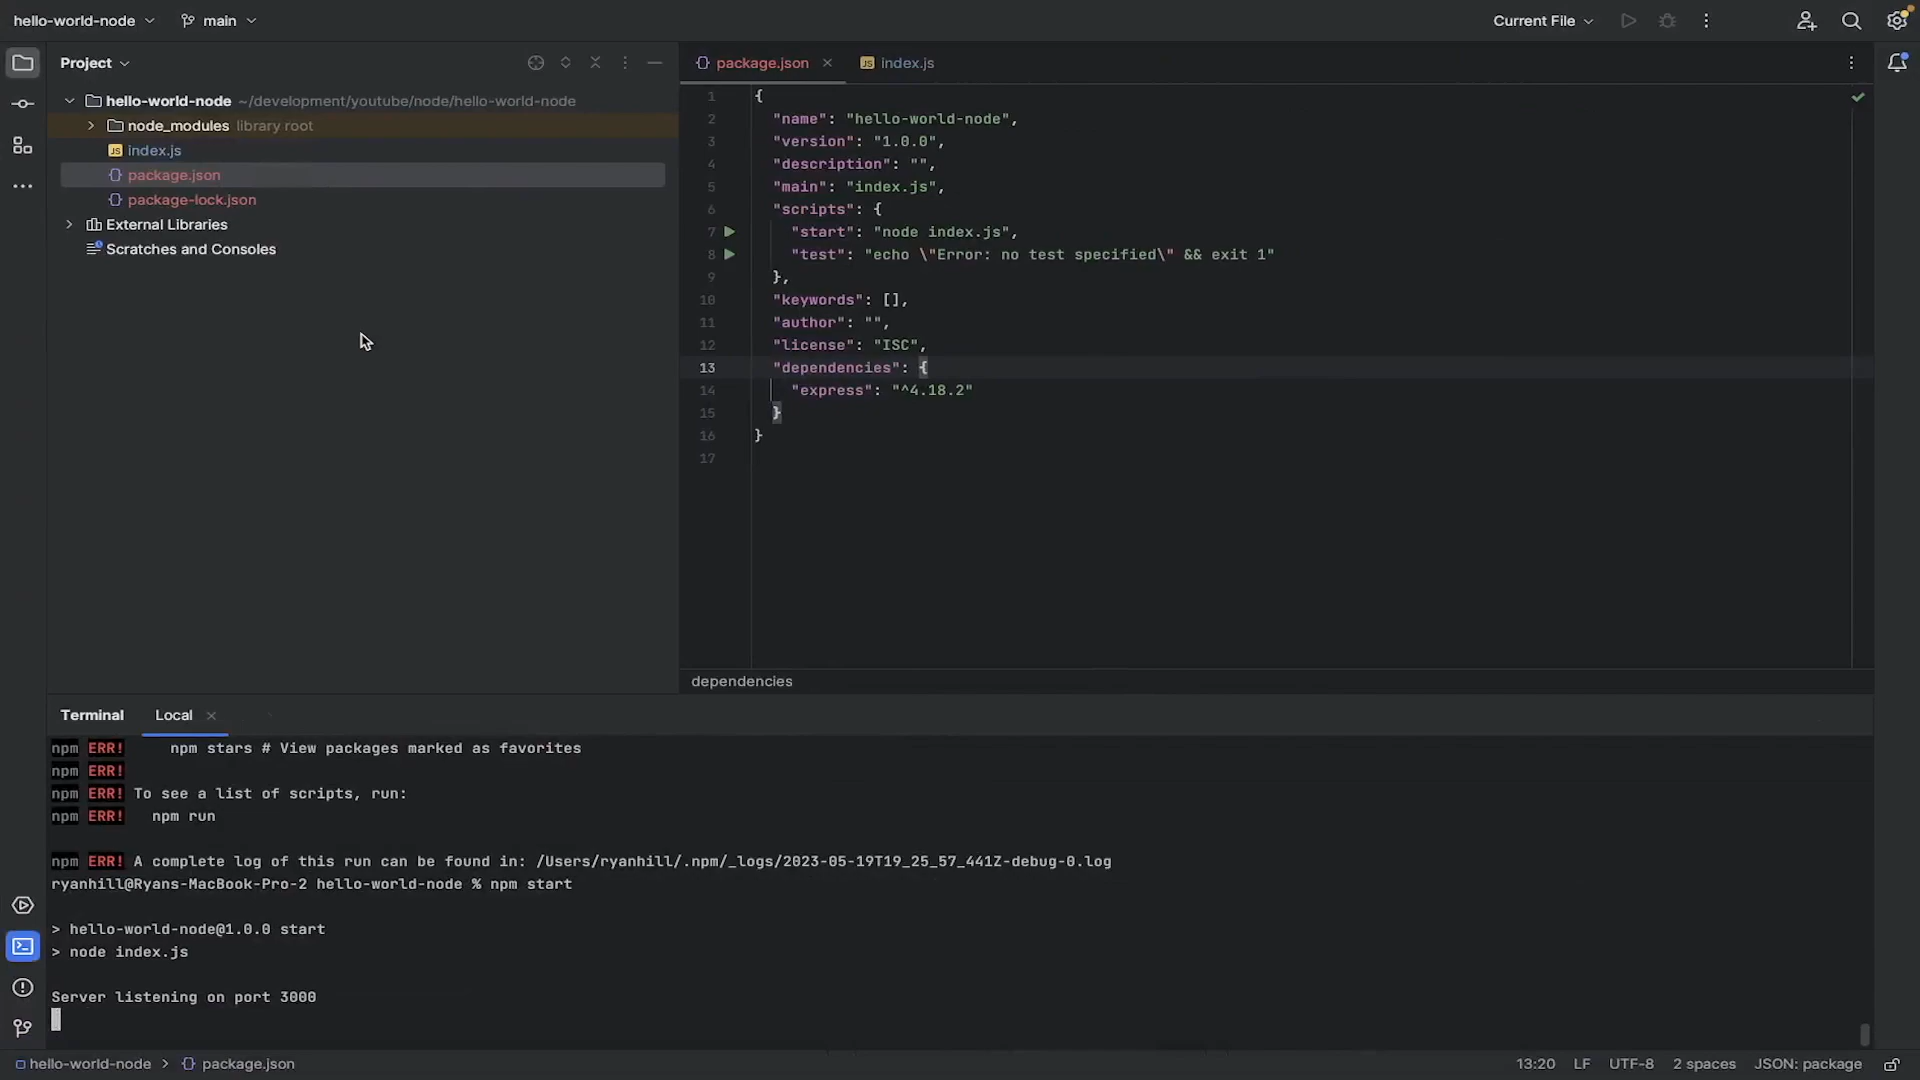 hello-world-node main Current File
Project
package.json index.js
hello-world-node ~/development/youtube/node/hello-world-node
node_modules library root
JS index.js
{} package.json
{} package-lock.json
External Libraries
Scratches and Consoles
1 {
2 "name": "hello-world-node",
3 "version": "1.0.0",
4 "description": "",
5 "main": "index.js",
6 "scripts": {
7 "start": "node index.js",
8 "test": "echo \"Error: no test specified\" && exit 1"
9 },
10 "keywords": [],
11 "author": "",
12 "license": "ISC",
13 "dependencies": {
14 "express": "^4.18.2"
15 }
16 }
17
dependencies
Terminal Local
npm ERR! npm stars # View packages marked as favorites
npm ERR!
npm ERR! To see a list of scripts, run:
npm ERR! npm run
npm ERR! A complete log of this run can be found in: /Users/ryanhill/.npm/_logs/2023-05-19T19_25_57_441Z-debug-0.log
ryanhill@Ryans-MacBook-Pro-2 hello-world-node % npm start
> hello-world-node@1.0.0 start
> node index.js
Server listening on port 3000
hello-world-node > {} package.json 13:20 LF UTF-8 2 spaces JSON: package